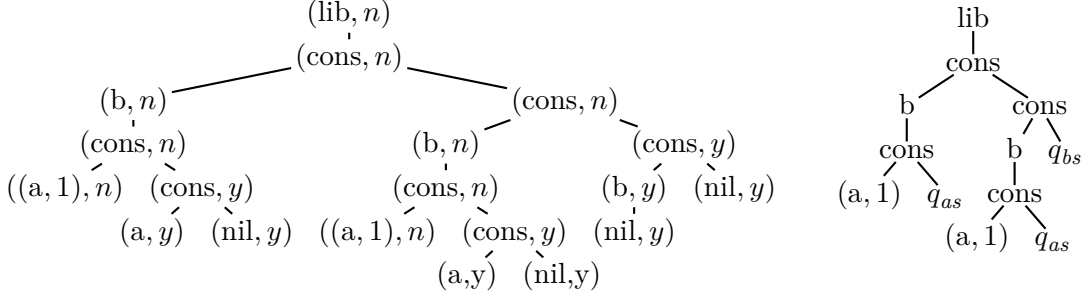 (lib, n) lib
(cons, n) cons
(b, n) (cons, n) b cons
(cons, n) (b, n) (cons, y) cons b q_bs
((a, 1), n) (cons, y) (cons, n) (b, y) (nil, y) (a, 1) q_as cons
(a, y) (nil, y) ((a, 1), n) (cons, y) (nil, y) (a, 1) q_as
(a,y) (nil,y)